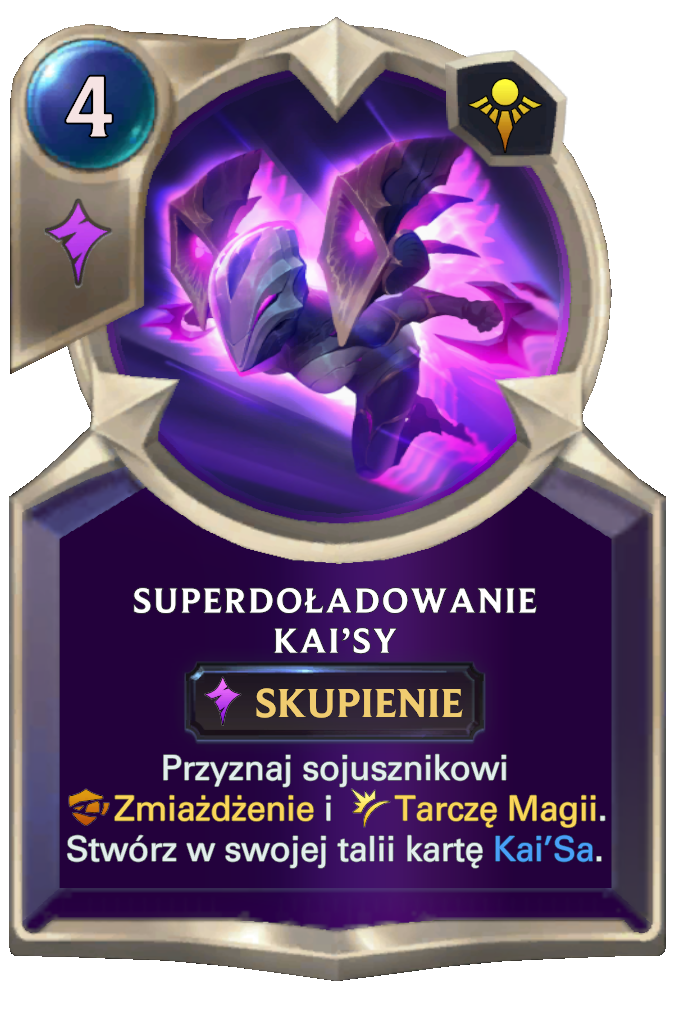 4
SUPERDOŁADOWANIE
KAI'SY
SKUPIENIE
Przyznaj sojusznikowi
Zmiażdżenie i Tarczę Magii.
Stwórz w swojej talii kartę Kai'Sa.